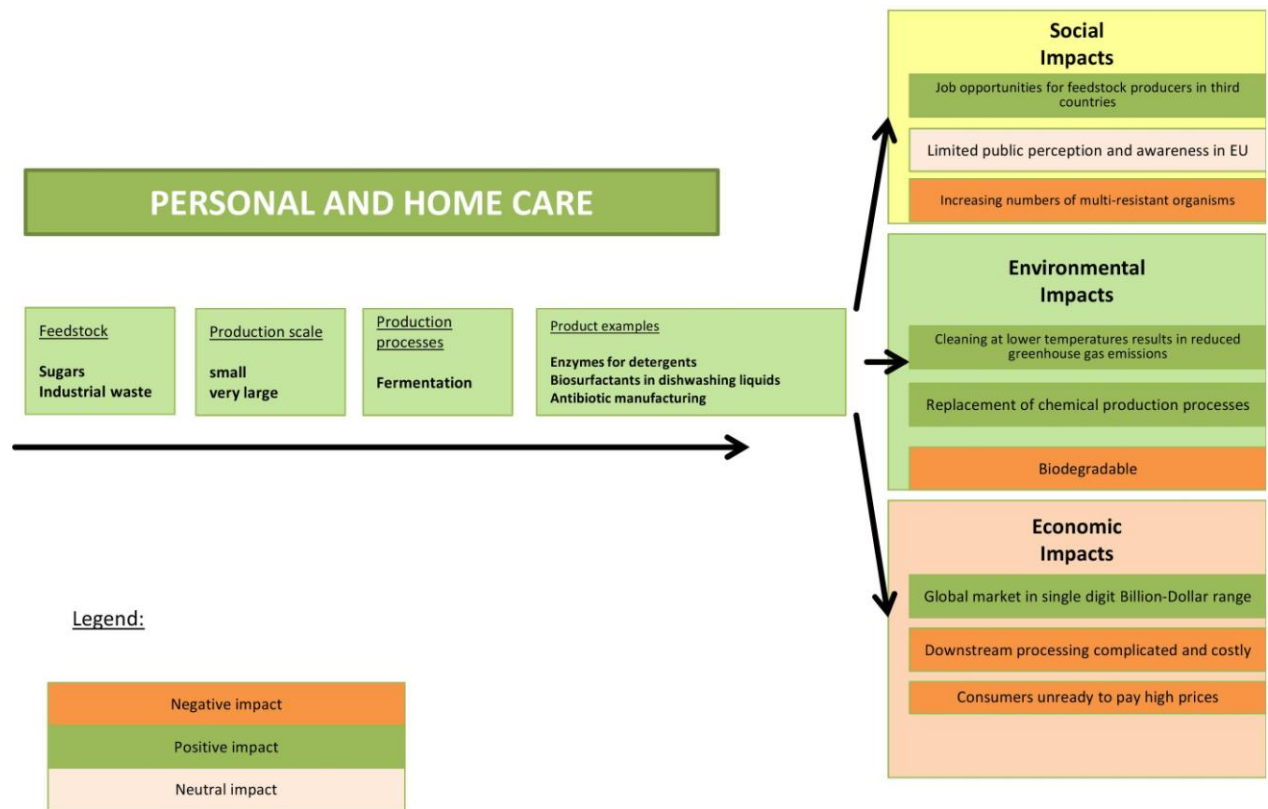 PERSONAL AND HOME CARE
Feedstock
Sugars
Industrial waste
Production scale
small
very large
Production
processes
Fermentation
Product examples
Enzymes for detergents
Biosurfactants in dishwashing liquids
Antibiotic manufacturing
Social
Impacts
Job opportunities for feedstock producers in third
countries
Limited public perception and awareness in EU
Increasing numbers of multi-resistant organisms
Environmental
Impacts
Cleaning at lower temperatures results in reduced
greenhouse gas emissions
Replacement of chemical production processes
Biodegradable
Economic
Impacts
Global market in single digit Billion-Dollar range
Downstream processing complicated and costly
Consumers unready to pay high prices
Legend:
Negative impact
Positive impact
Neutral impact